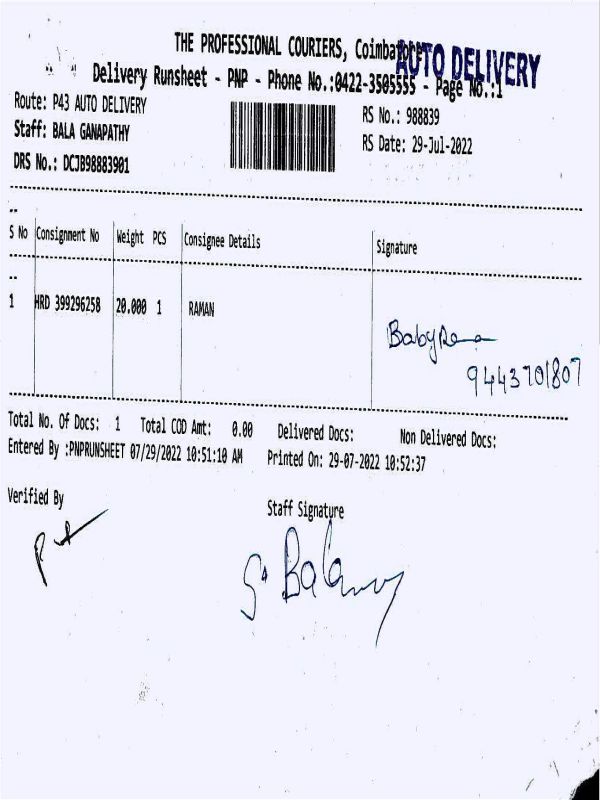 THE PROFESSIONAL COURIERS, Coimbatore
AUTO DELIVERY
Delivery Runsheet - PNP - Phone No.:0422-3505555 - Page No.:1
Route: P43 AUTO DELIVERY
RS No.: 988839
Staff: BALA GANAPATHY
RS Date: 29-Jul-2022
DRS No.: DCJB98883901
S No Consignment No Weight PCS Consignee Details Signature
1 HRD 399296258 20.000 1 RAMAN
9443701807
Total No. Of Docs: 1 Total COD Amt: 0.00 Delivered Docs: Non Delivered Docs:
Entered By :PNPRUNSHEET 07/29/2022 10:51:10 AM Printed On: 29-07-2022 10:52:37
Verified By Staff Signature